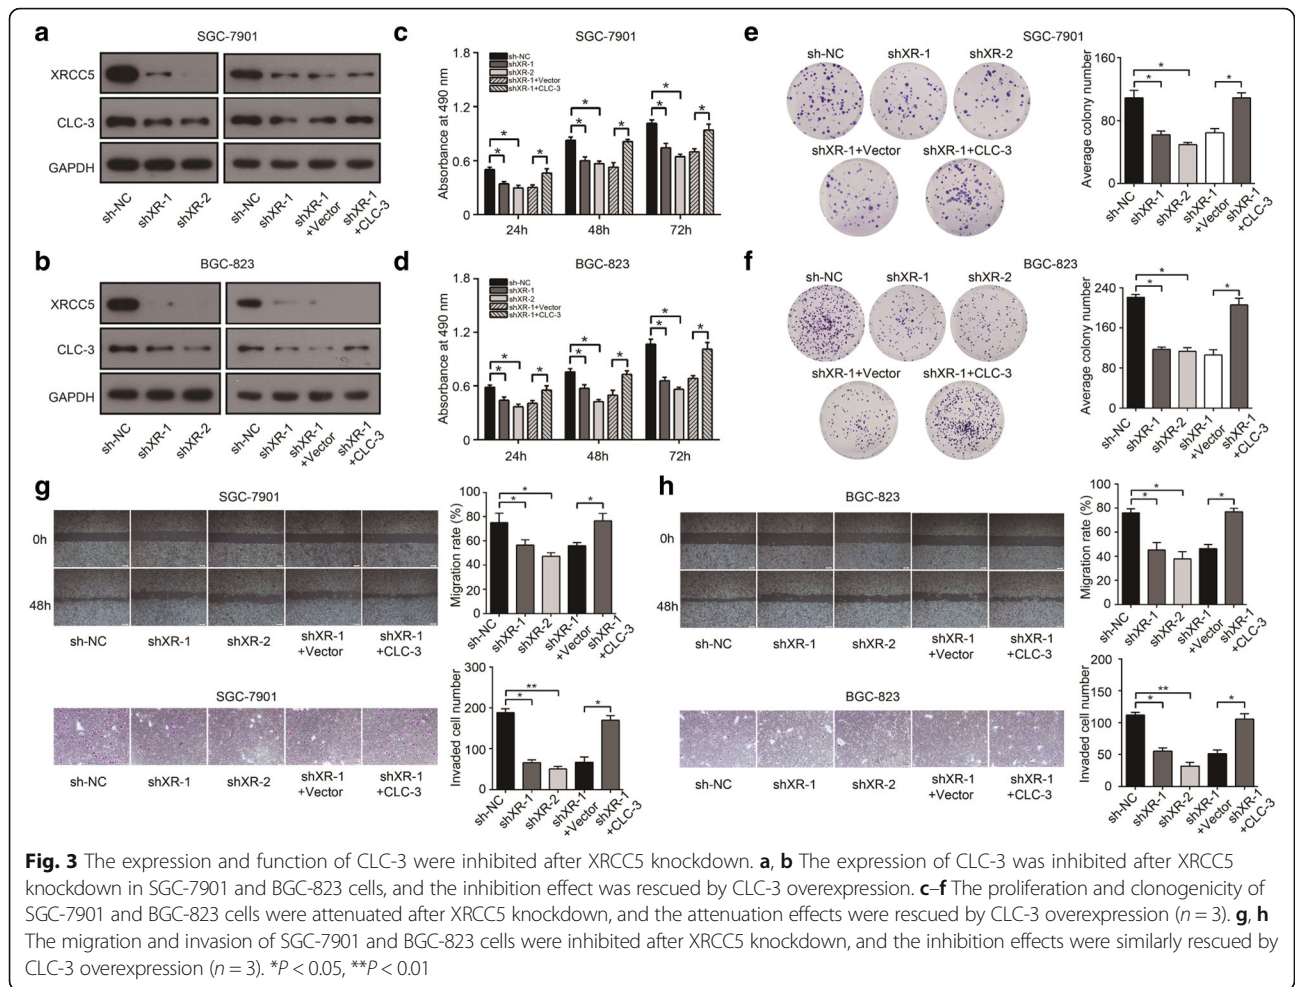 a
SGC-7901
XRCC5
CLC-3
GAPDH
sh-NC
shXR-1
shXR-2
sh-NC
shXR-1
shXR-1
+Vector
shXR-1
+CLC-3
b
BGC-823
XRCC5
CLC-3
GAPDH
sh-NC
shXR-1
shXR-2
sh-NC
shXR-1
shXR-1
+Vector
shXR-1
+CLC-3
c
SGC-7901
Absorbance at 490 nm
1.8
1.2
0.6
0
sh-NC
shXR-1
shXR-2
shXR-1+Vector
shXR-1+CLC-3
* * * * * * * * *
24h 48h 72h
d
BGC-823
Absorbance at 490 nm
1.8
1.2
0.6
0
sh-NC
shXR-1
shXR-2
shXR-1+Vector
shXR-1+CLC-3
* * * * * * * * *
24h 48h 72h
e
SGC-7901
sh-NC shXR-1 shXR-2
shXR-1+Vector shXR-1+CLC-3
Average colony number
160
80
0
* * *
sh-NC
shXR-1
shXR-2
shXR-1
+Vector
shXR-1
+CLC-3
f
BGC-823
sh-NC shXR-1 shXR-2
shXR-1+Vector shXR-1+CLC-3
Average colony number
240
160
80
0
* * *
sh-NC
shXR-1
shXR-2
shXR-1
+Vector
shXR-1
+CLC-3
g
SGC-7901
0h
48h
sh-NC shXR-1 shXR-2 shXR-1 shXR-1
+Vector +CLC-3
Migration rate (%)
100
80
60
40
20
0
* * *
sh-NC
shXR-1
shXR-2
shXR-1
+Vector
shXR-1
+CLC-3
SGC-7901
sh-NC shXR-1 shXR-2 shXR-1 shXR-1
+Vector +CLC-3
Invaded cell number
300
200
100
0
** * *
sh-NC
shXR-1
shXR-2
shXR-1
+Vector
shXR-1
+CLC-3
h
BGC-823
0h
48h
sh-NC shXR-1 shXR-2 shXR-1 shXR-1
+Vector +CLC-3
Migration rate (%)
100
80
60
40
20
0
* * *
sh-NC
shXR-1
shXR-2
shXR-1
+Vector
shXR-1
+CLC-3
BGC-823
sh-NC shXR-1 shXR-2 shXR-1 shXR-1
+Vector +CLC-3
Invaded cell number
200
150
100
50
0
** * *
sh-NC
shXR-1
shXR-2
shXR-1
+Vector
shXR-1
+CLC-3
Fig. 3 The expression and function of CLC-3 were inhibited after XRCC5 knockdown. a, b The expression of CLC-3 was inhibited after XRCC5
knockdown in SGC-7901 and BGC-823 cells, and the inhibition effect was rescued by CLC-3 overexpression. c–f The proliferation and clonogenicity of
SGC-7901 and BGC-823 cells were attenuated after XRCC5 knockdown, and the attenuation effects were rescued by CLC-3 overexpression (n = 3). g, h
The migration and invasion of SGC-7901 and BGC-823 cells were inhibited after XRCC5 knockdown, and the inhibition effects were similarly rescued by
CLC-3 overexpression (n = 3). *P < 0.05, **P < 0.01